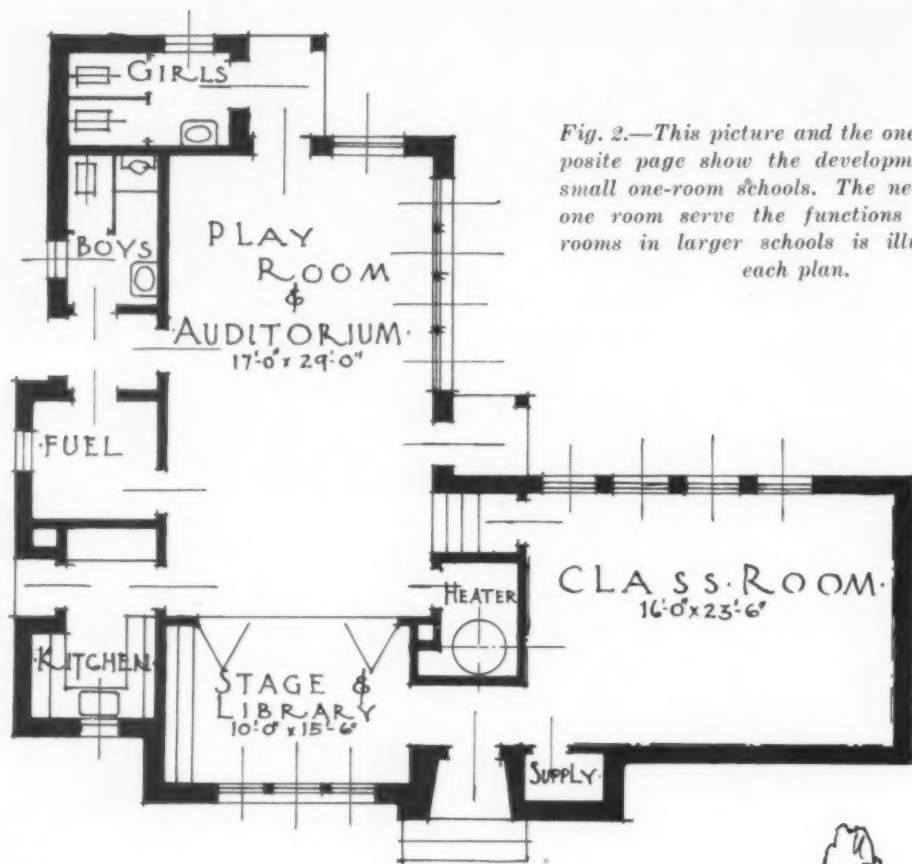 GIRLS
Fig. 2.—This picture and the one
posite page show the developm
small one-room schools. The ne
one room serve the functions
rooms in larger schools is ill
each plan.
BOYS
PLAY
ROOM
&
AUDITORIUM.
17'-0" x 29'-0"
·FUEL
HEATER
CLASS·ROOM·
16'-0" x 23'-6"
·KITCHEN·
STAGE &
LIBRARY
10'-0" x 15'-6"
SUPPLY·